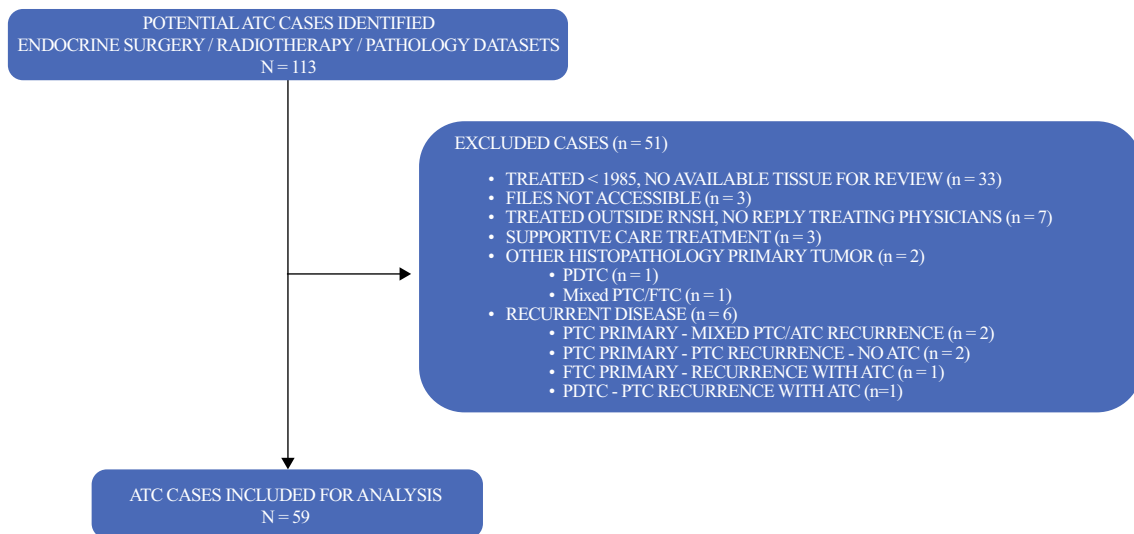 POTENTIAL ATC CASES IDENTIFIED
ENDOCRINE SURGERY / RADIOTHERAPY / PATHOLOGY DATASETS
N = 113
EXCLUDED CASES (n = 51)
• TREATED < 1985, NO AVAILABLE TISSUE FOR REVIEW (n = 33)
• FILES NOT ACCESSIBLE (n = 3)
• TREATED OUTSIDE RNSH, NO REPLY TREATING PHYSICIANS (n = 7)
• SUPPORTIVE CARE TREATMENT (n = 3)
• OTHER HISTOPATHOLOGY PRIMARY TUMOR (n = 2)
• PDTC (n = 1)
• Mixed PTC/FTC (n = 1)
• RECURRENT DISEASE (n = 6)
• PTC PRIMARY - MIXED PTC/ATC RECURRENCE (n = 2)
• PTC PRIMARY - PTC RECURRENCE - NO ATC (n = 2)
• FTC PRIMARY - RECURRENCE WITH ATC (n = 1)
• PDTC - PTC RECURRENCE WITH ATC (n=1)
ATC CASES INCLUDED FOR ANALYSIS
N = 59